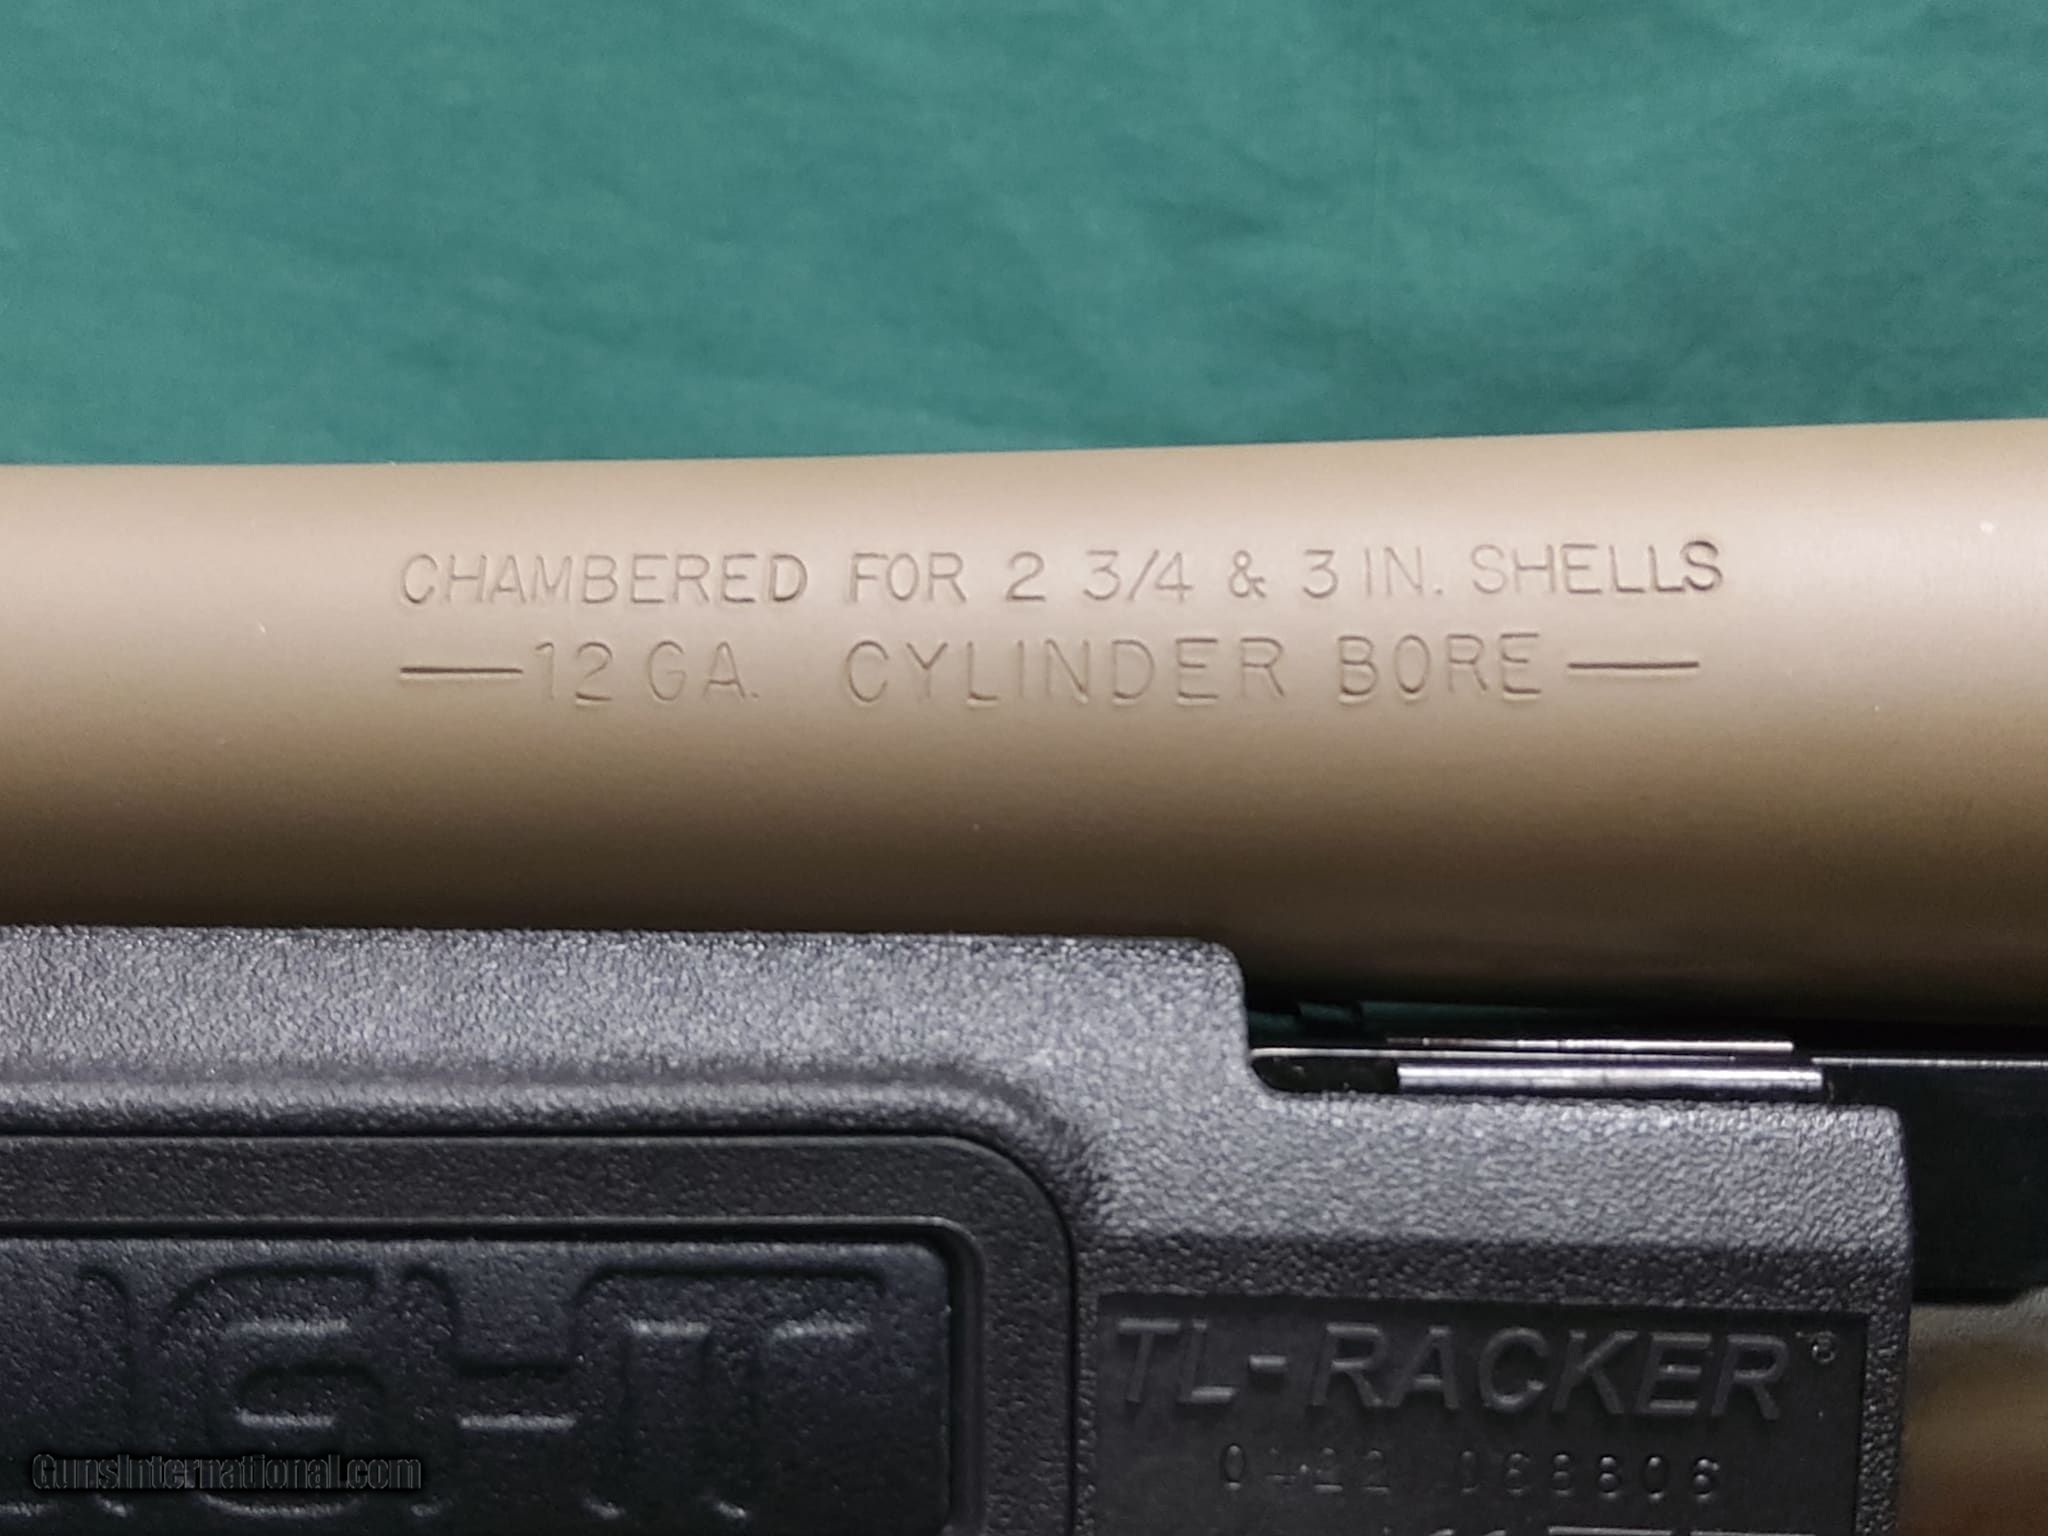 CHAMBERED FOR 2 3/4 & 3 IN. SHELLS
—12 GA. CYLINDER BORE—
TL-RACKER®
GunsInternational.com